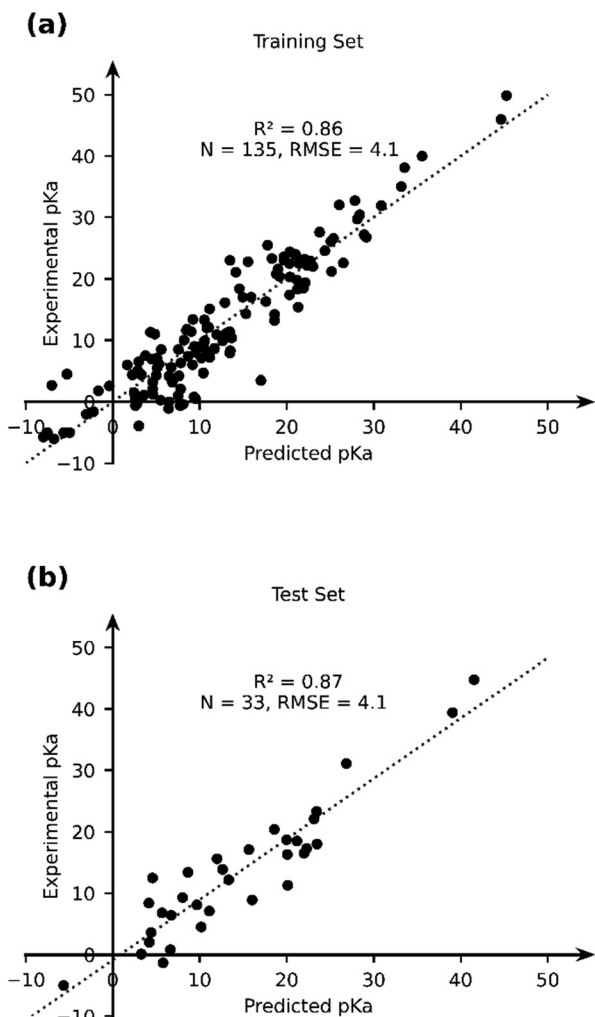 (a)
Training Set
R² = 0.86
N = 135, RMSE = 4.1
Experimental pKa
50
40
30
20
10
0
−10
−10
0
10
20
30
40
50
Predicted pKa
(b)
Test Set
R² = 0.87
N = 33, RMSE = 4.1
Experimental pKa
50
40
30
20
10
0
−10
−10
0
10
20
30
40
50
Predicted pKa